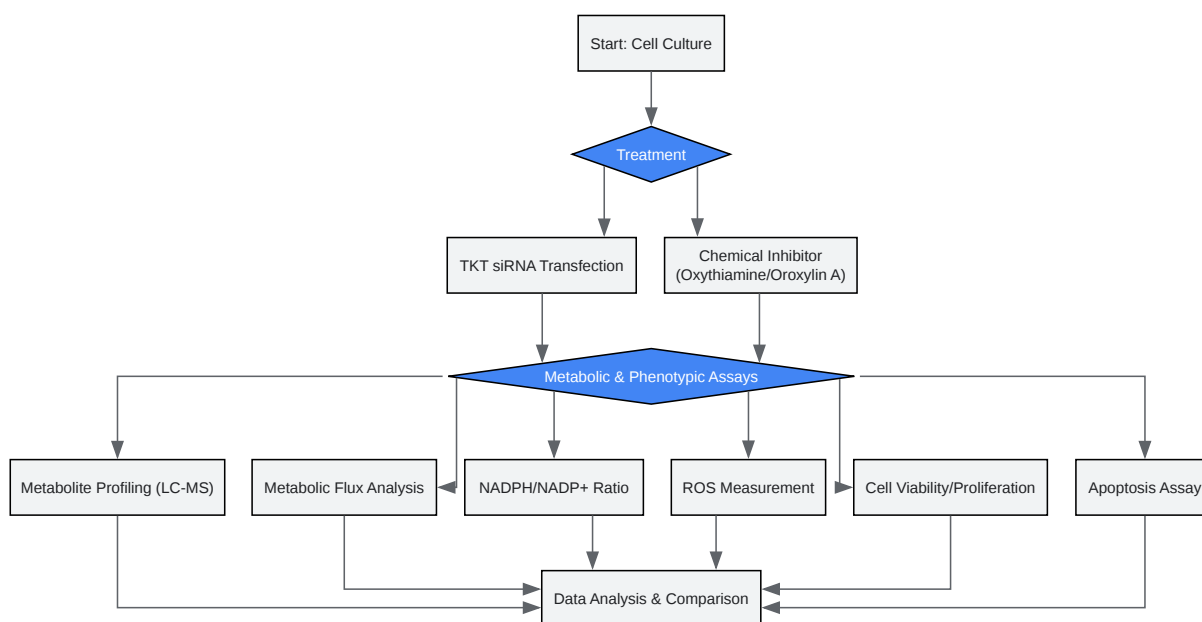 Start: Cell Culture
Treatment
TKT siRNA Transfection
Chemical Inhibitor
(Oxythiamine/Oroxylin A)
Metabolic & Phenotypic Assays
Metabolite Profiling (LC-MS)
Metabolic Flux Analysis
NADPH/NADP+ Ratio
ROS Measurement
Cell Viability/Proliferation
Apoptosis Assay
Data Analysis & Comparison